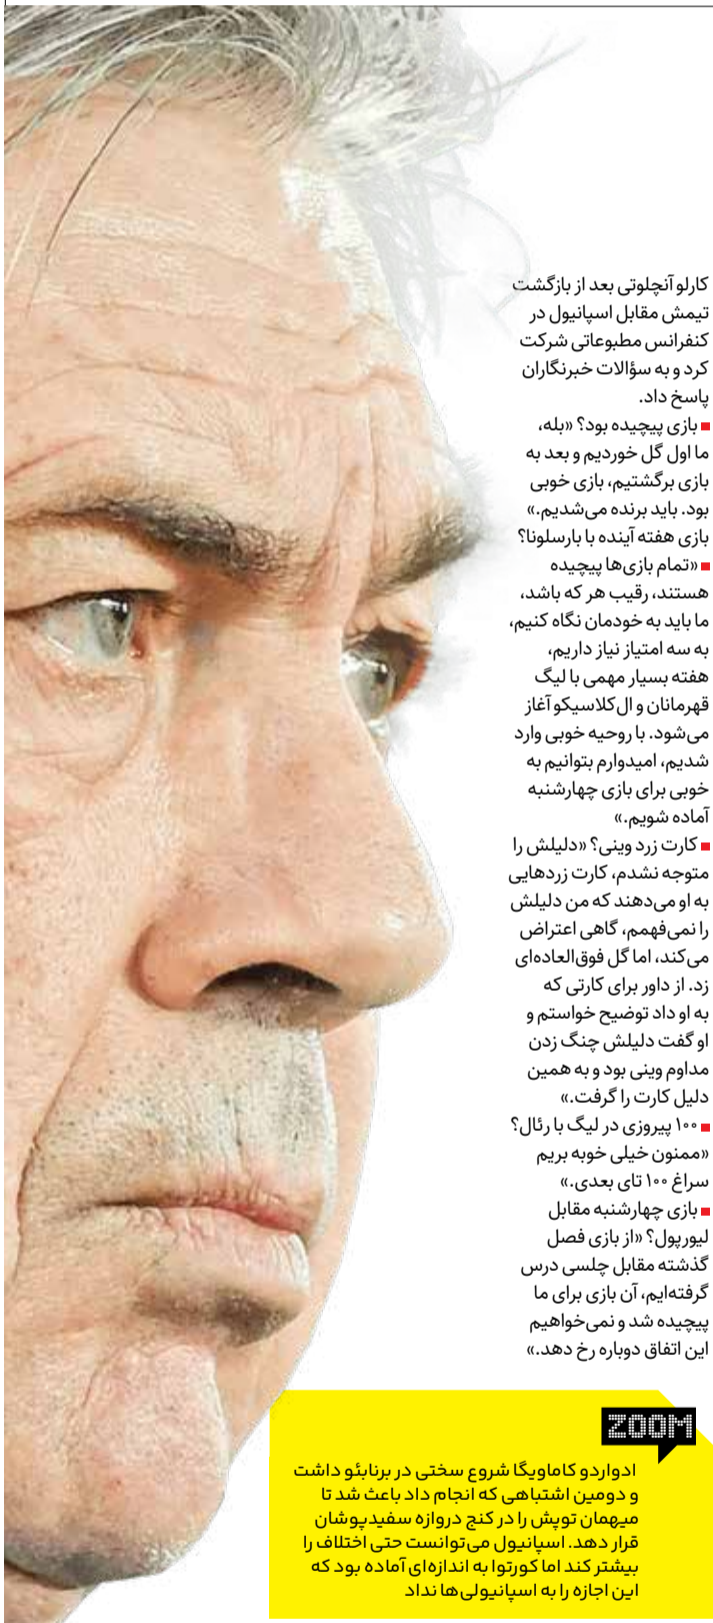 کارلو آنچلوتی بعد از بازگشت
تیمش مقابل اسپانیول در
کنفرانس مطبوعاتی شرکت
کرد و به سؤالات خبرنگاران
پاسخ داد.
■ بازی پیچیده بود؟ «بله،
ما اول گل خوردیم و بعد به
بازی برگشتیم، بازی خوبی
بود. باید برنده می‌شدیم.»
بازی هفته آینده با بارسلونا؟
■ «تمام بازی‌ها پیچیده
هستند، رقیب هر که باشد،
ما باید به خودمان نگاه کنیم،
به سه امتیاز نیاز داریم،
هفته بسیار مهمی با لیگ
قهرمانان و ال‌کلاسیکو آغاز
می‌شود. با روحیه خوبی وارد
شدیم، امیدوارم بتوانیم به
خوبی برای بازی چهارشنبه
آماده شویم.»
■ کارت زرد وینی؟ «دلیلش را
متوجه نشدم، کارت زردهایی
به او می‌دهند که من دلیلش
را نمی‌فهمم، گاهی اعتراض
می‌کند، اما گل فوق‌العاده‌ای
زد. از داور برای کارتی که
به او داد توضیح خواستم و
او گفت دلیلش چنگ زدن
مداوم وینی بود و به همین
دلیل کارت را گرفت.»
■ ۱۰۰ پیروزی در لیگ با رئال؟
«ممنون خیلی خوبه بریم
سراغ ۱۰۰ تای بعدی.»
■ بازی چهارشنبه مقابل
لیورپول؟ «از بازی فصل
گذشته مقابل چلسی درس
گرفته‌ایم، آن بازی برای ما
پیچیده شد و نمی‌خواهیم
این اتفاق دوباره رخ دهد.»
ZOOM
ادواردو کاماوینگا شروع سختی در برنابئو داشت
و دومین اشتباهی که انجام داد باعث شد تا
میهمان توپش را در کنج دروازه سفیدپوشان
قرار دهد. اسپانیول می‌توانست حتی اختلاف را
بیشتر کند اما کورتوا به اندازه‌ای آماده بود که
این اجازه را به اسپانیولی‌ها نداد